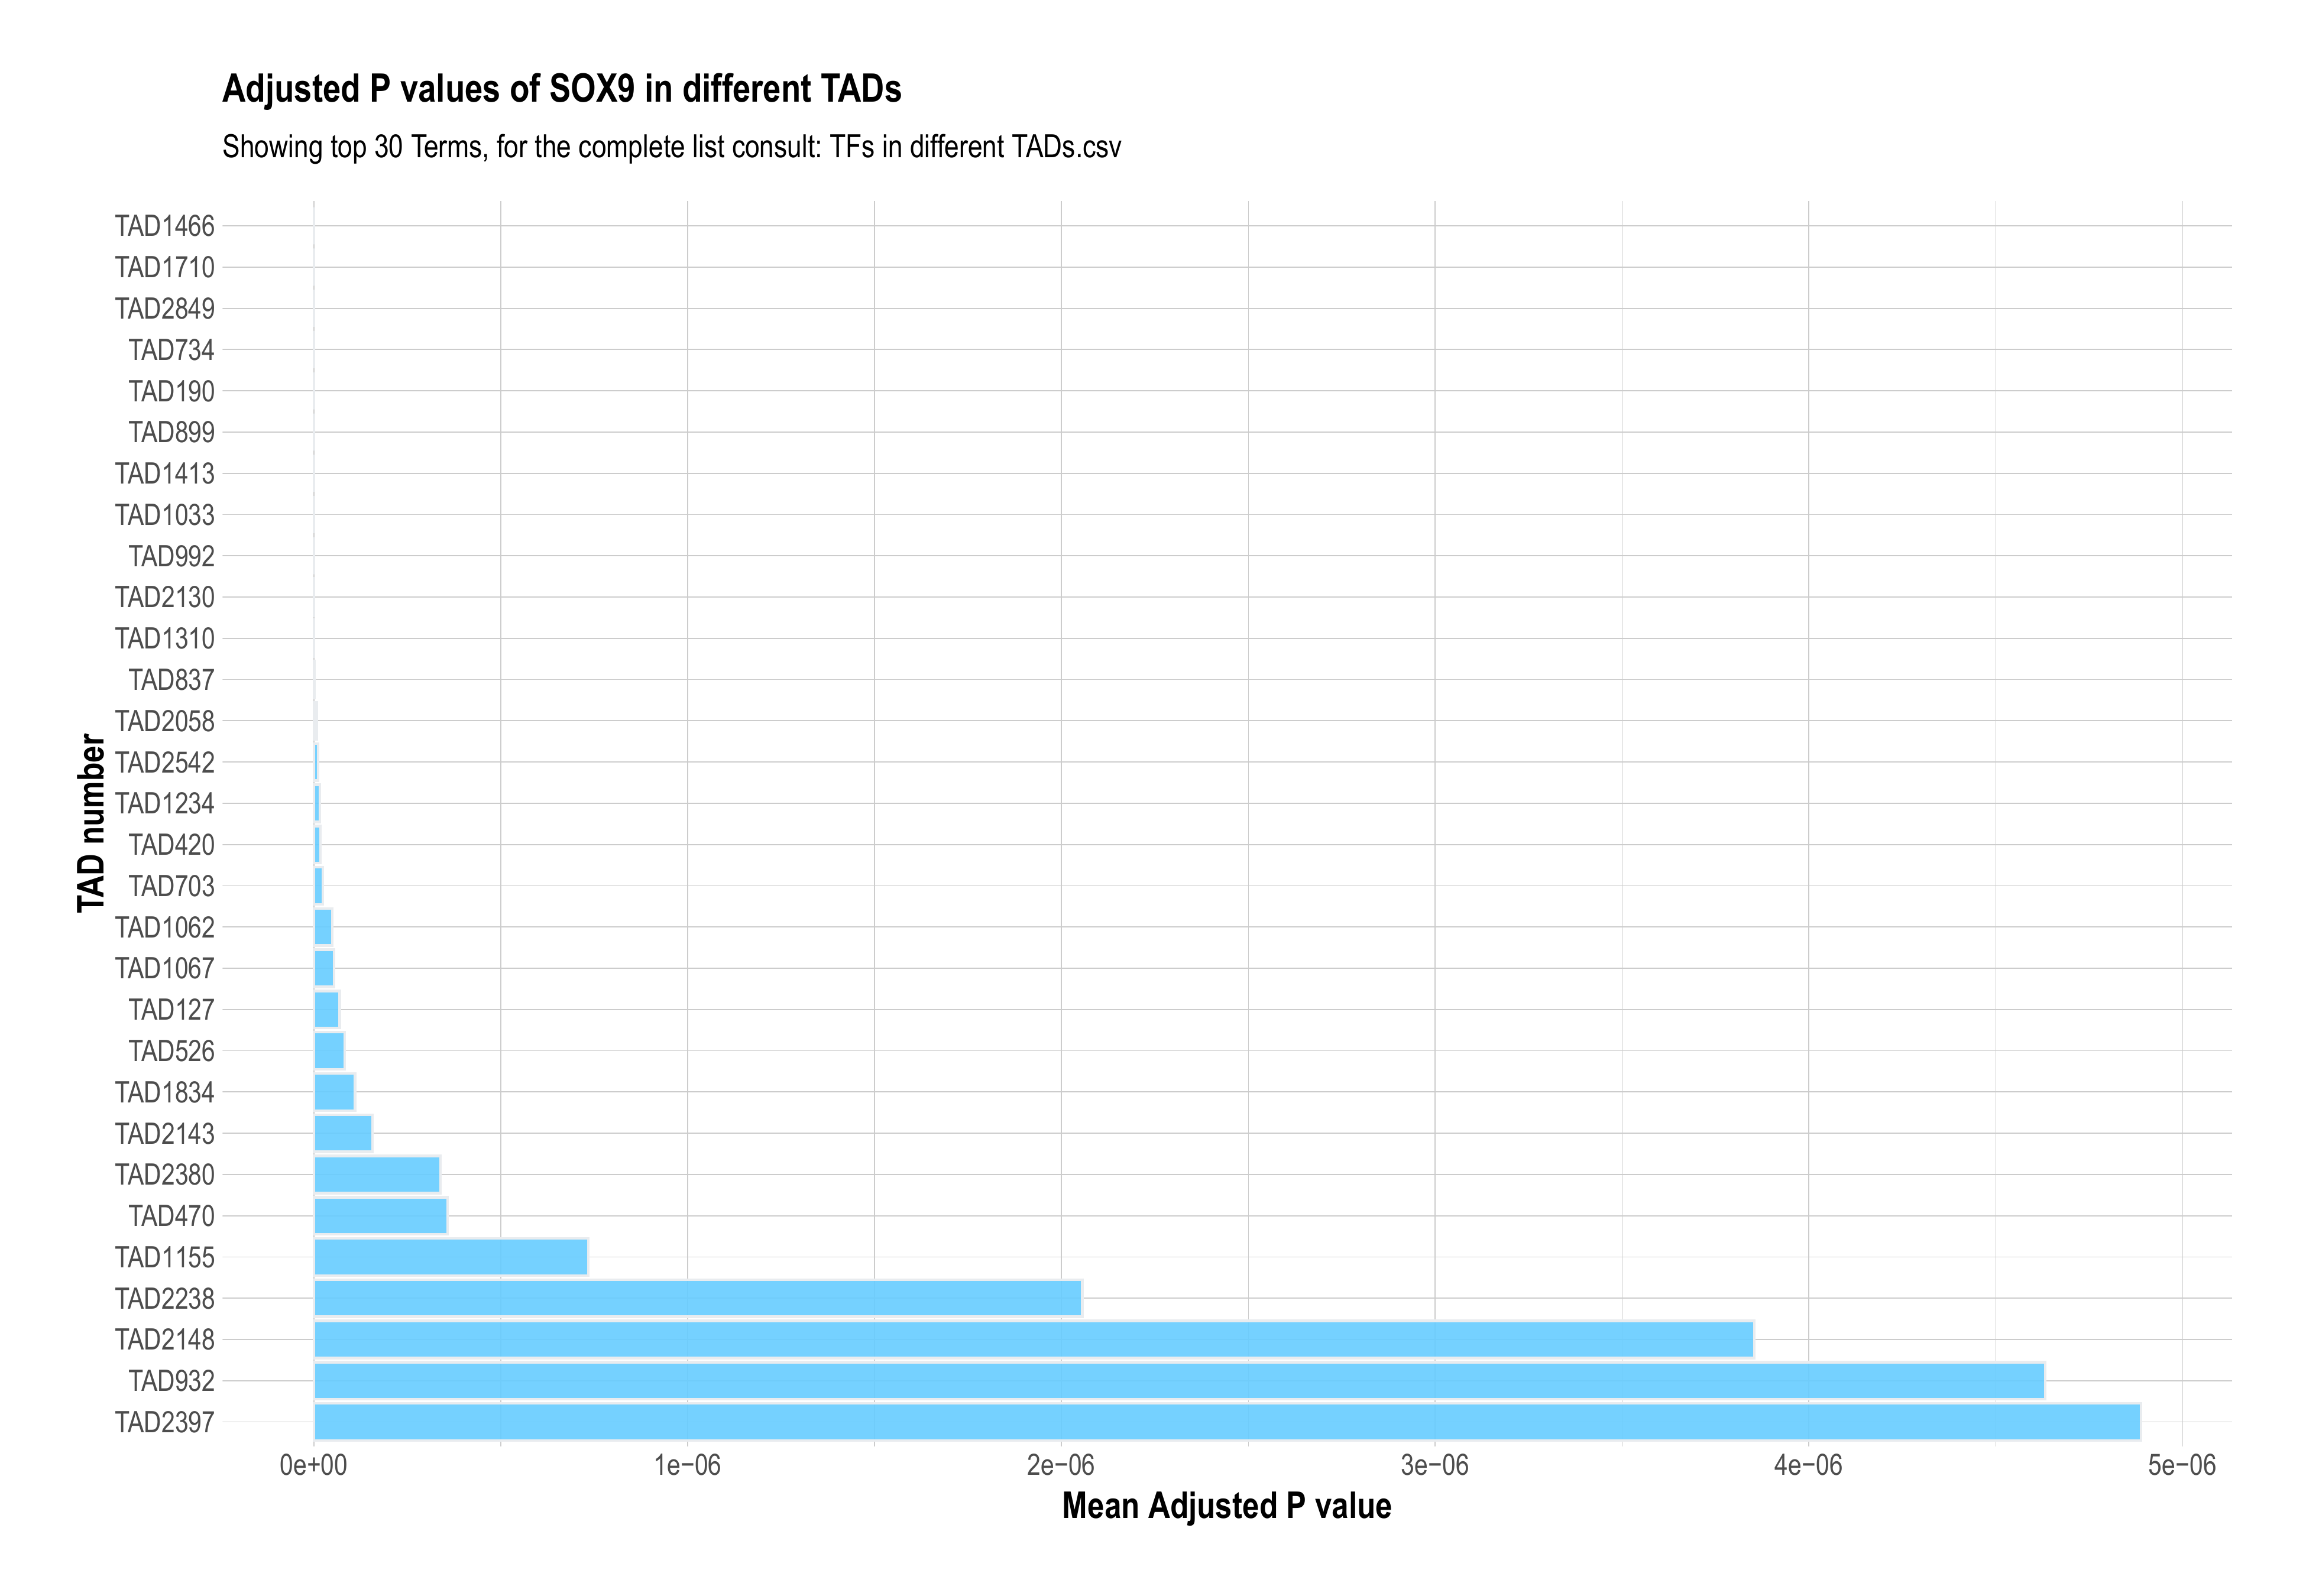 Adjusted P values of SOX9 in different TADs
Showing top 30 Terms, for the complete list consult: TFs in different TADs.csv
TAD number
TAD1466
TAD1710
TAD2849
TAD734
TAD190
TAD899
TAD1413
TAD1033
TAD992
TAD2130
TAD1310
TAD837
TAD2058
TAD2542
TAD1234
TAD420
TAD703
TAD1062
TAD1067
TAD127
TAD526
TAD1834
TAD2143
TAD2380
TAD470
TAD1155
TAD2238
TAD2148
TAD932
TAD2397
0e+00 1e−06 2e−06 3e−06 4e−06 5e−06
Mean Adjusted P value